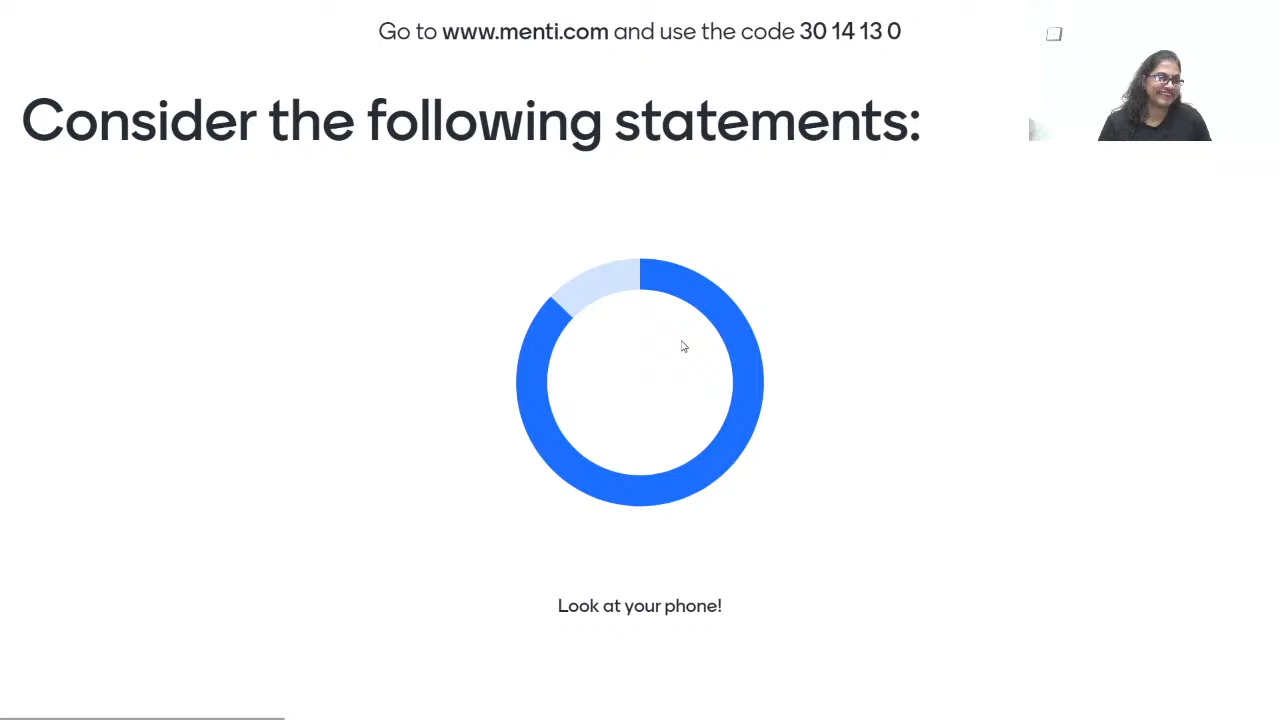 Go to www.menti.com and use the code 30 14 13 0
Consider the following statements:
Look at your phone!